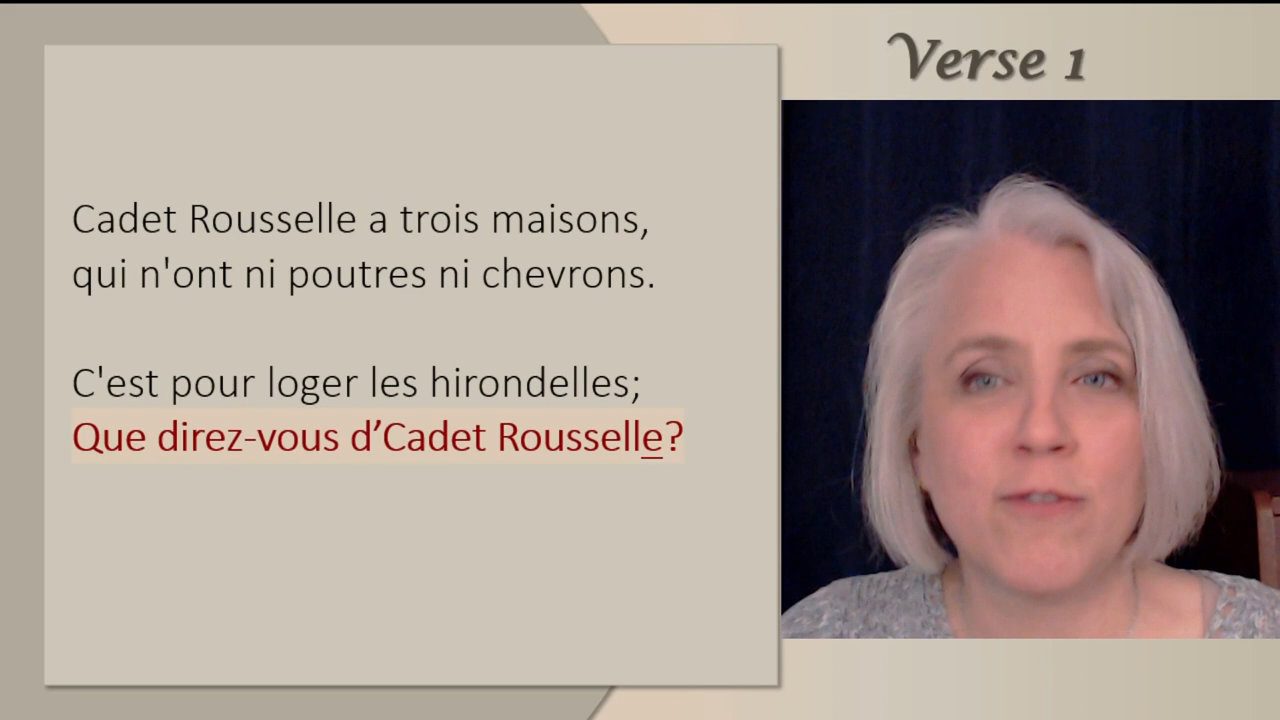 Verse 1
Cadet Rousselle a trois maisons,
qui n'ont ni poutres ni chevrons.
C'est pour loger les hirondelles;
Que direz-vous d’Cadet Rousselle?